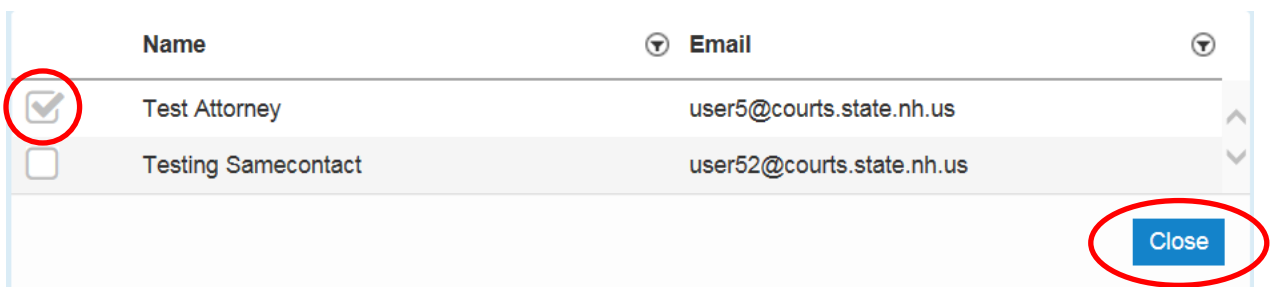 Name Email
Test Attorney user5@courts.state.nh.us
Testing Samecontact user52@courts.state.nh.us
Close